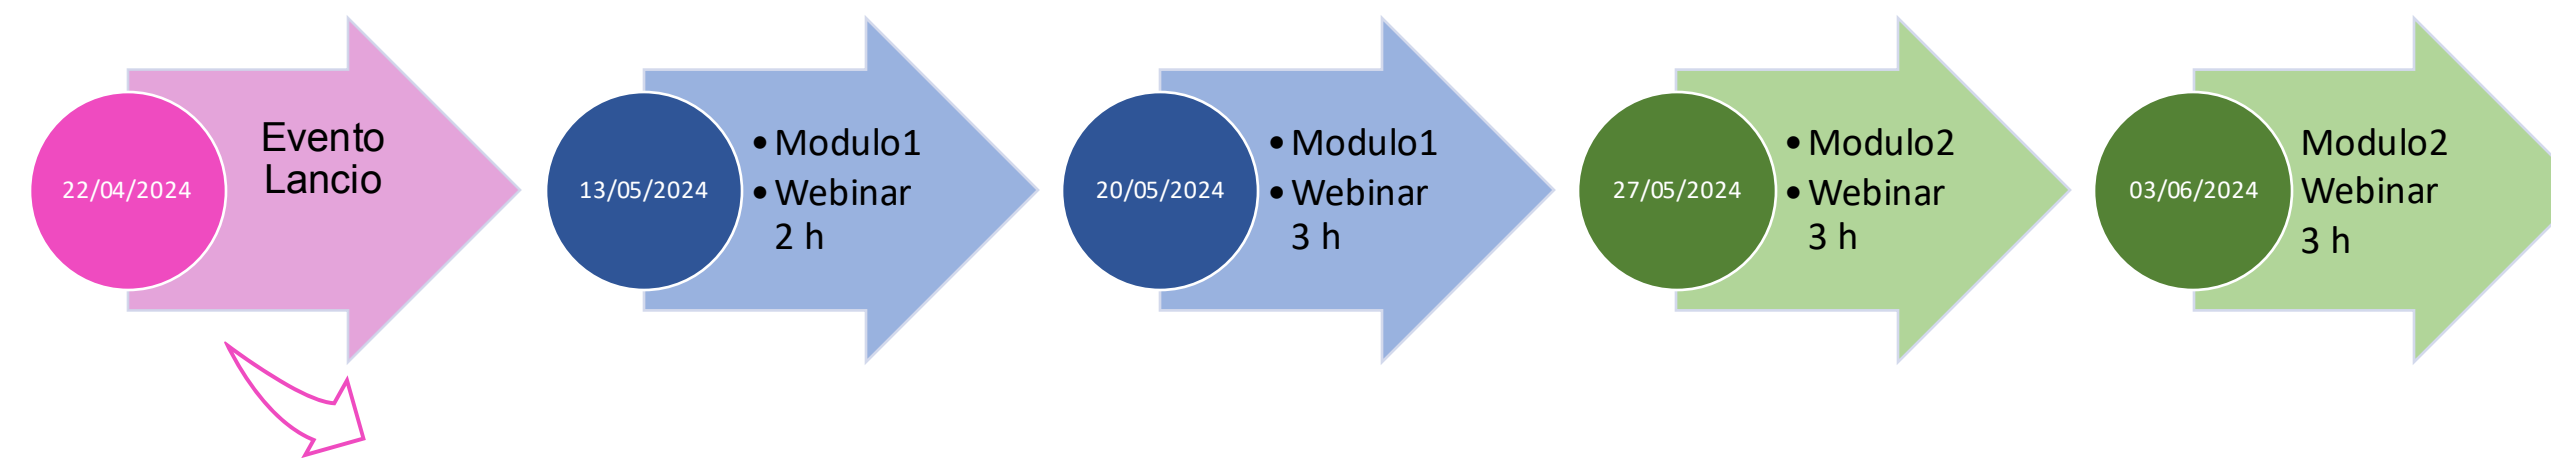 22/04/2024
Evento
Lancio
13/05/2024
• Modulo1
• Webinar
2 h
20/05/2024
• Modulo1
• Webinar
3 h
27/05/2024
• Modulo2
• Webinar
3 h
03/06/2024
Modulo2
Webinar
3 h